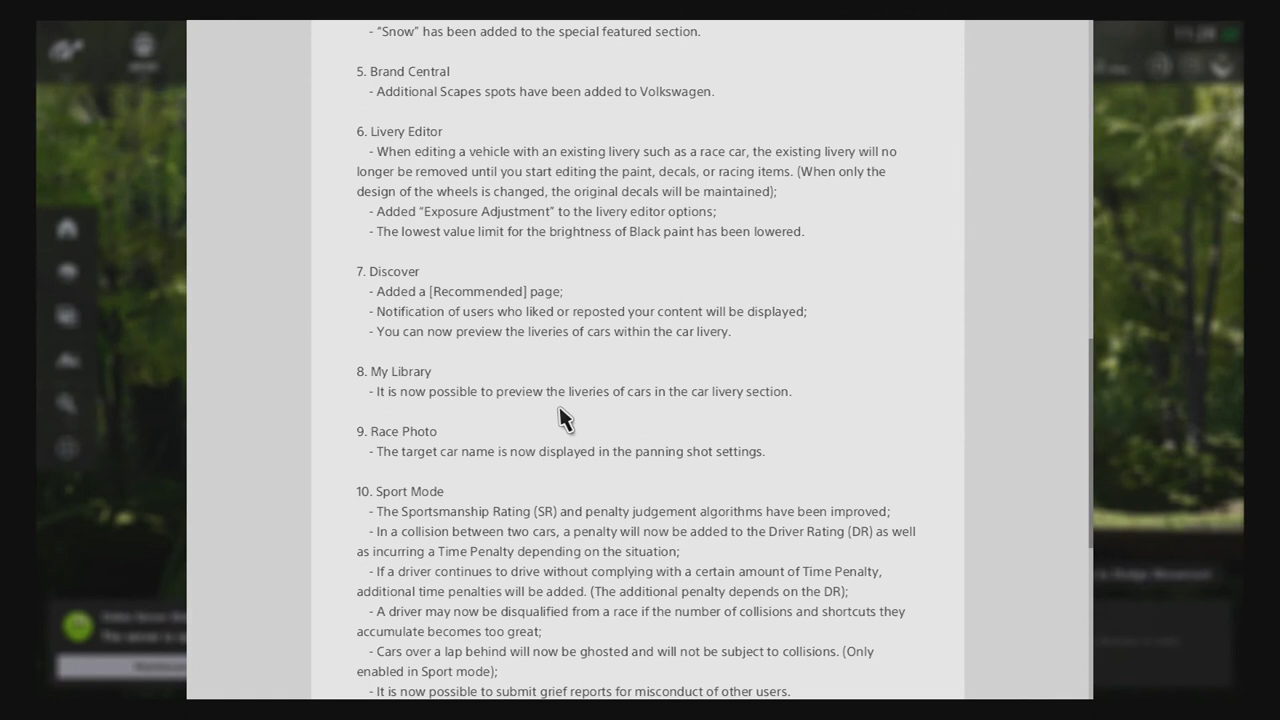 - "Snow" has been added to the special featured section.
5. Brand Central
- Additional Scapes spots have been added to Volkswagen.
6. Livery Editor
- When editing a vehicle with an existing livery such as a race car, the existing livery will no
longer be removed until you start editing the paint, decals, or racing items. (When only the
design of the wheels is changed, the original decals will be maintained);
- Added "Exposure Adjustment" to the livery editor options;
- The lowest value limit for the brightness of Black paint has been lowered.
7. Discover
- Added a [Recommended] page;
- Notification of users who liked or reposted your content will be displayed;
- You can now preview the liveries of cars within the car livery.
8. My Library
- It is now possible to preview the liveries of cars in the car livery section.
9. Race Photo
- The target car name is now displayed in the panning shot settings.
10. Sport Mode
- The Sportsmanship Rating (SR) and penalty judgement algorithms have been improved;
- In a collision between two cars, a penalty will now be added to the Driver Rating (DR) as well
as incurring a Time Penalty depending on the situation;
- If a driver continues to drive without complying with a certain amount of Time Penalty,
additional time penalties will be added. (The additional penalty depends on the DR);
- A driver may now be disqualified from a race if the number of collisions and shortcuts they
accumulate becomes too great;
- Cars over a lap behind will now be ghosted and will not be subject to collisions. (Only
enabled in Sport mode);
- It is now possible to submit grief reports for misconduct of other users.